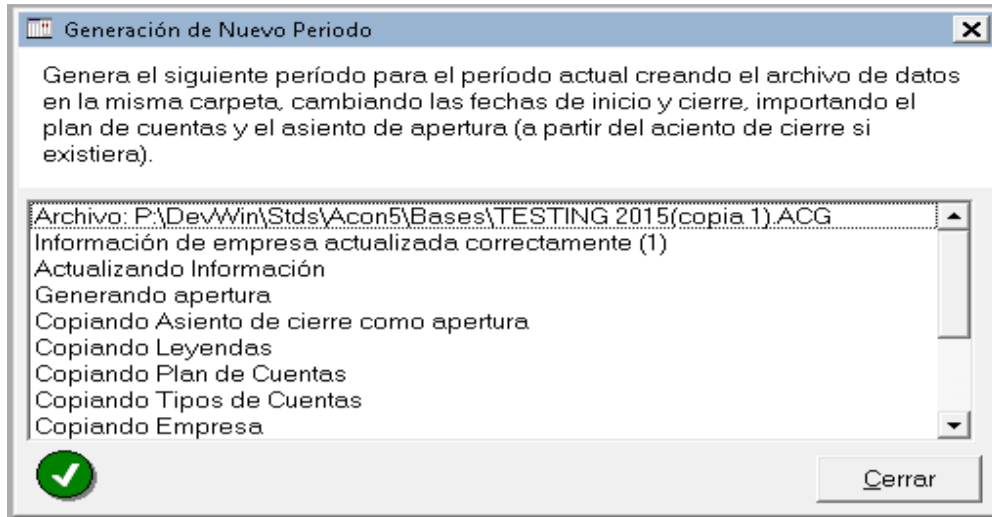 Generación de Nuevo Periodo
Genera el siguiente período para el período actual creando el archivo de datos
en la misma carpeta, cambiando las fechas de inicio y cierre, importando el
plan de cuentas y el asiento de apertura (a partir del aciento de cierre si
existiera).
Archivo: P:\DevWin\Stds\Acon5\Bases\TESTING 2015(copia 1).ACG
Información de empresa actualizada correctamente (1)
Actualizando Información
Generando apertura
Copiando Asiento de cierre como apertura
Copiando Leyendas
Copiando Plan de Cuentas
Copiando Tipos de Cuentas
Copiando Empresa
Cerrar